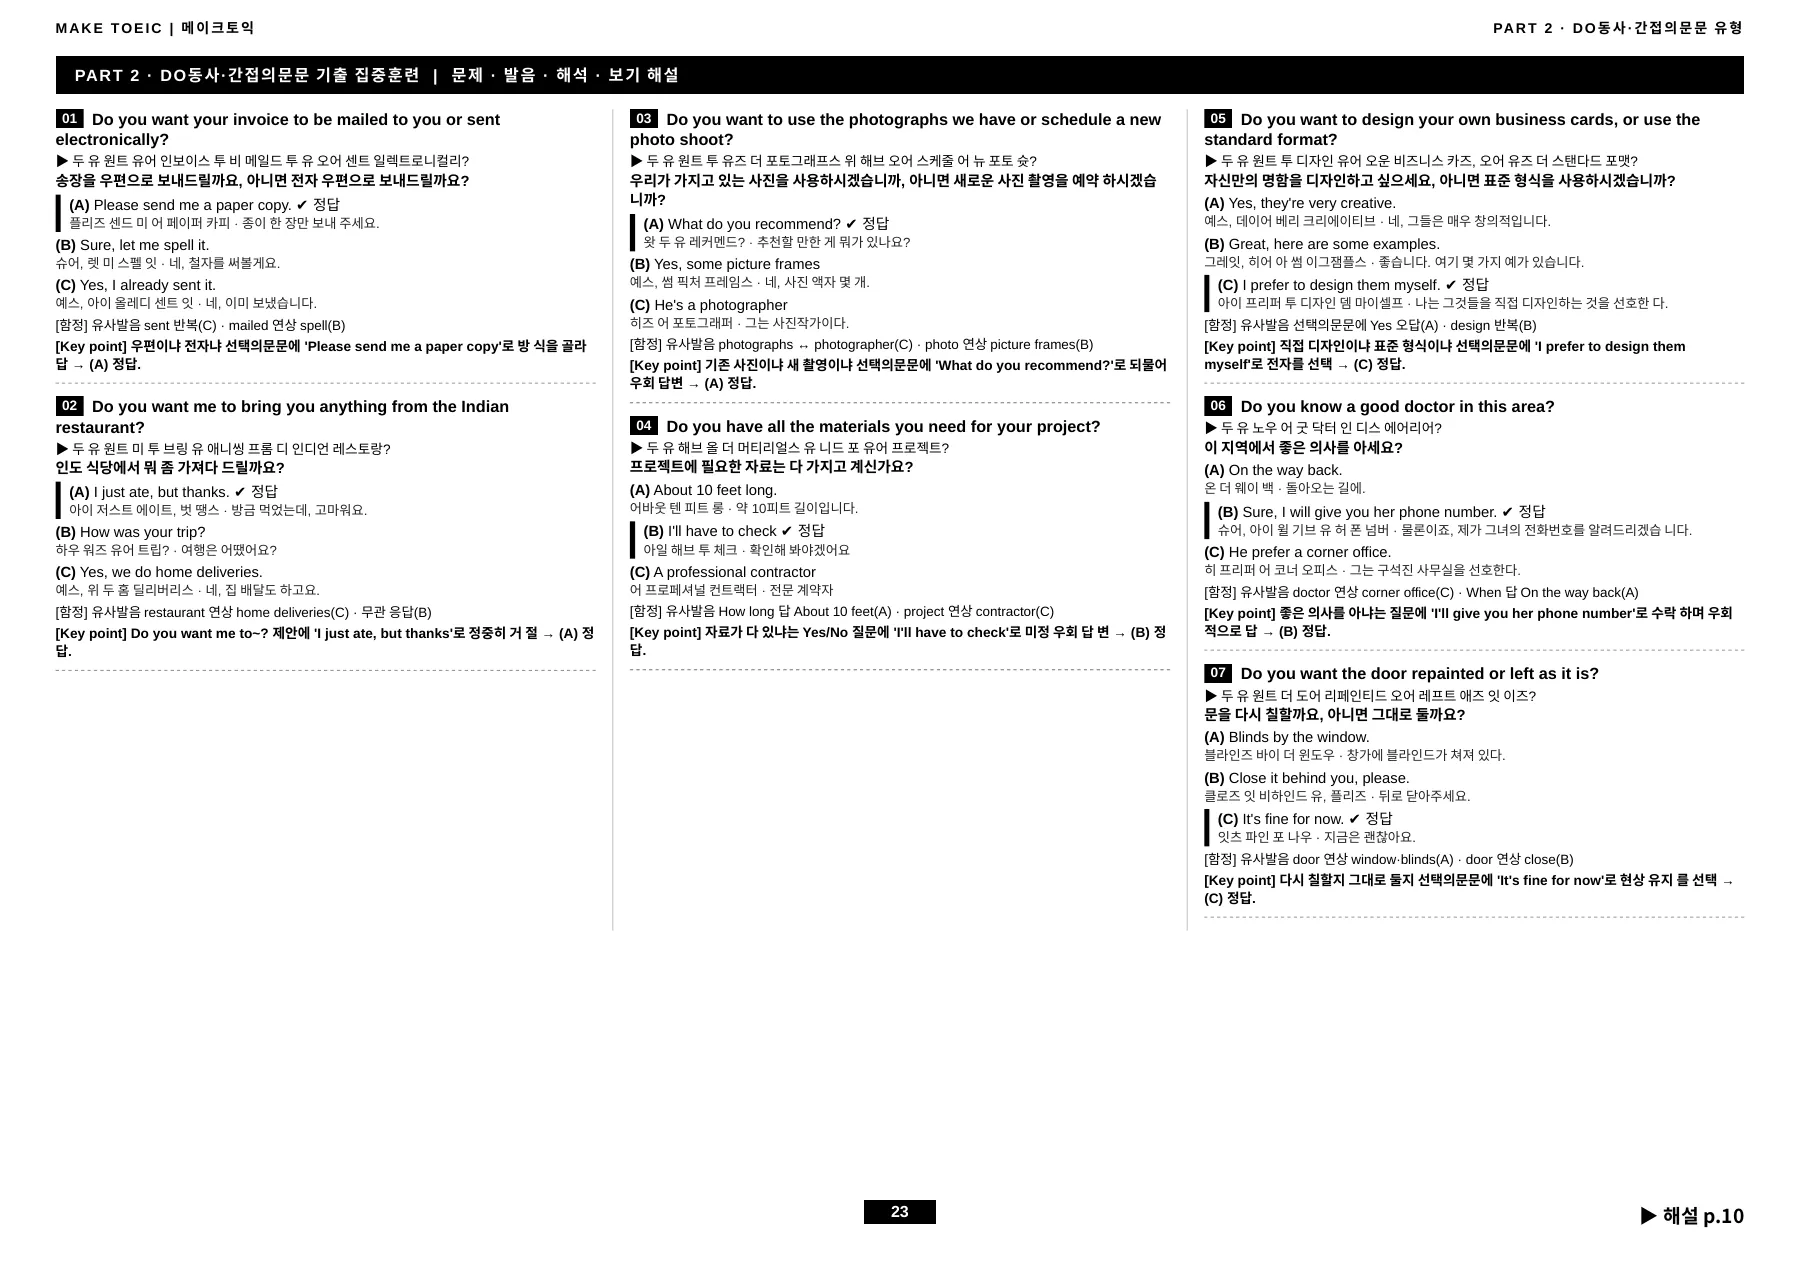 MAKE TOEIC | 메이크토익
PART 2 · DO동사·간접의문문 유형
PART 2 · DO동사·간접의문문 기출 집중훈련 | 문제 · 발음 · 해석 · 보기 해설
01 Do you want your invoice to be mailed to you or sent
electronically?
▶ 두 유 원트 유어 인보이스 투 비 메일드 투 유 오어 센트 일렉트로니컬리?
송장을 우편으로 보내드릴까요, 아니면 전자 우편으로 보내드릴까요?
(A) Please send me a paper copy. ✔ 정답
플리즈 센드 미 어 페이퍼 카피 · 종이 한 장만 보내 주세요.
(B) Sure, let me spell it.
슈어, 렛 미 스펠 잇 · 네, 철자를 써볼게요.
(C) Yes, I already sent it.
예스, 아이 올레디 센트 잇 · 네, 이미 보냈습니다.
[함정] 유사발음 sent 반복(C) · mailed 연상 spell(B)
[Key point] 우편이냐 전자냐 선택의문문에 'Please send me a paper copy'로 방 식을 골라
답 → (A) 정답.
02 Do you want me to bring you anything from the Indian
restaurant?
▶ 두 유 원트 미 투 브링 유 애니씽 프롬 디 인디언 레스토랑?
인도 식당에서 뭐 좀 가져다 드릴까요?
(A) I just ate, but thanks. ✔ 정답
아이 저스트 에이트, 벗 땡스 · 방금 먹었는데, 고마워요.
(B) How was your trip?
하우 워즈 유어 트립? · 여행은 어땠어요?
(C) Yes, we do home deliveries.
예스, 위 두 홈 딜리버리스 · 네, 집 배달도 하고요.
[함정] 유사발음 restaurant 연상 home deliveries(C) · 무관 응답(B)
[Key point] Do you want me to~? 제안에 'I just ate, but thanks'로 정중히 거 절 → (A) 정
답.
03 Do you want to use the photographs we have or schedule a new
photo shoot?
▶ 두 유 원트 투 유즈 더 포토그래프스 위 해브 오어 스케줄 어 뉴 포토 슛?
우리가 가지고 있는 사진을 사용하시겠습니까, 아니면 새로운 사진 촬영을 예약 하시겠습
니까?
(A) What do you recommend? ✔ 정답
왓 두 유 레커멘드? · 추천할 만한 게 뭐가 있나요?
(B) Yes, some picture frames
예스, 썸 픽처 프레임스 · 네, 사진 액자 몇 개.
(C) He's a photographer
히즈 어 포토그래퍼 · 그는 사진작가이다.
[함정] 유사발음 photographs ↔ photographer(C) · photo 연상 picture frames(B)
[Key point] 기존 사진이냐 새 촬영이냐 선택의문문에 'What do you recommend?'로 되물어
우회 답변 → (A) 정답.
04 Do you have all the materials you need for your project?
▶ 두 유 해브 올 더 머티리얼스 유 니드 포 유어 프로젝트?
프로젝트에 필요한 자료는 다 가지고 계신가요?
(A) About 10 feet long.
어바웃 텐 피트 롱 · 약 10피트 길이입니다.
(B) I'll have to check ✔ 정답
아일 해브 투 체크 · 확인해 봐야겠어요
(C) A professional contractor
어 프로페셔널 컨트랙터 · 전문 계약자
[함정] 유사발음 How long 답 About 10 feet(A) · project 연상 contractor(C)
[Key point] 자료가 다 있냐는 Yes/No 질문에 'I'll have to check'로 미정 우회 답 변 → (B) 정
답.
05 Do you want to design your own business cards, or use the
standard format?
▶ 두 유 원트 투 디자인 유어 오운 비즈니스 카즈, 오어 유즈 더 스탠다드 포맷?
자신만의 명함을 디자인하고 싶으세요, 아니면 표준 형식을 사용하시겠습니까?
(A) Yes, they're very creative.
예스, 데이어 베리 크리에이티브 · 네, 그들은 매우 창의적입니다.
(B) Great, here are some examples.
그레잇, 히어 아 썸 이그잼플스 · 좋습니다. 여기 몇 가지 예가 있습니다.
(C) I prefer to design them myself. ✔ 정답
아이 프리퍼 투 디자인 뎀 마이셀프 · 나는 그것들을 직접 디자인하는 것을 선호한 다.
[함정] 유사발음 선택의문문에 Yes 오답(A) · design 반복(B)
[Key point] 직접 디자인이냐 표준 형식이냐 선택의문문에 'I prefer to design them
myself'로 전자를 선택 → (C) 정답.
06 Do you know a good doctor in this area?
▶ 두 유 노우 어 굿 닥터 인 디스 에어리어?
이 지역에서 좋은 의사를 아세요?
(A) On the way back.
온 더 웨이 백 · 돌아오는 길에.
(B) Sure, I will give you her phone number. ✔ 정답
슈어, 아이 윌 기브 유 허 폰 넘버 · 물론이죠, 제가 그녀의 전화번호를 알려드리겠습 니다.
(C) He prefer a corner office.
히 프리퍼 어 코너 오피스 · 그는 구석진 사무실을 선호한다.
[함정] 유사발음 doctor 연상 corner office(C) · When 답 On the way back(A)
[Key point] 좋은 의사를 아냐는 질문에 'I'll give you her phone number'로 수락 하며 우회
적으로 답 → (B) 정답.
07 Do you want the door repainted or left as it is?
▶ 두 유 원트 더 도어 리페인티드 오어 레프트 애즈 잇 이즈?
문을 다시 칠할까요, 아니면 그대로 둘까요?
(A) Blinds by the window.
블라인즈 바이 더 윈도우 · 창가에 블라인드가 쳐져 있다.
(B) Close it behind you, please.
클로즈 잇 비하인드 유, 플리즈 · 뒤로 닫아주세요.
(C) It's fine for now. ✔ 정답
잇츠 파인 포 나우 · 지금은 괜찮아요.
[함정] 유사발음 door 연상 window·blinds(A) · door 연상 close(B)
[Key point] 다시 칠할지 그대로 둘지 선택의문문에 'It's fine for now'로 현상 유지 를 선택 →
(C) 정답.
23
▶ 해설 p.10